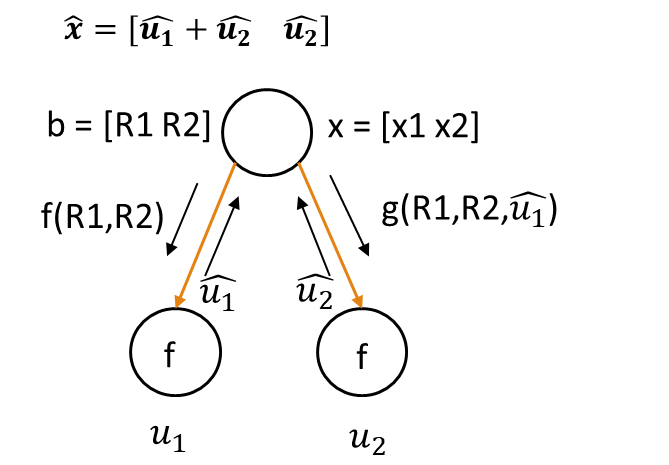 x̂ = [û₁ + û₂ û₂]
b = [R1 R2]
x = [x1 x2]
f(R1,R2)
g(R1,R2,û₁)
û₁
û₂
f
f
u₁
u₂